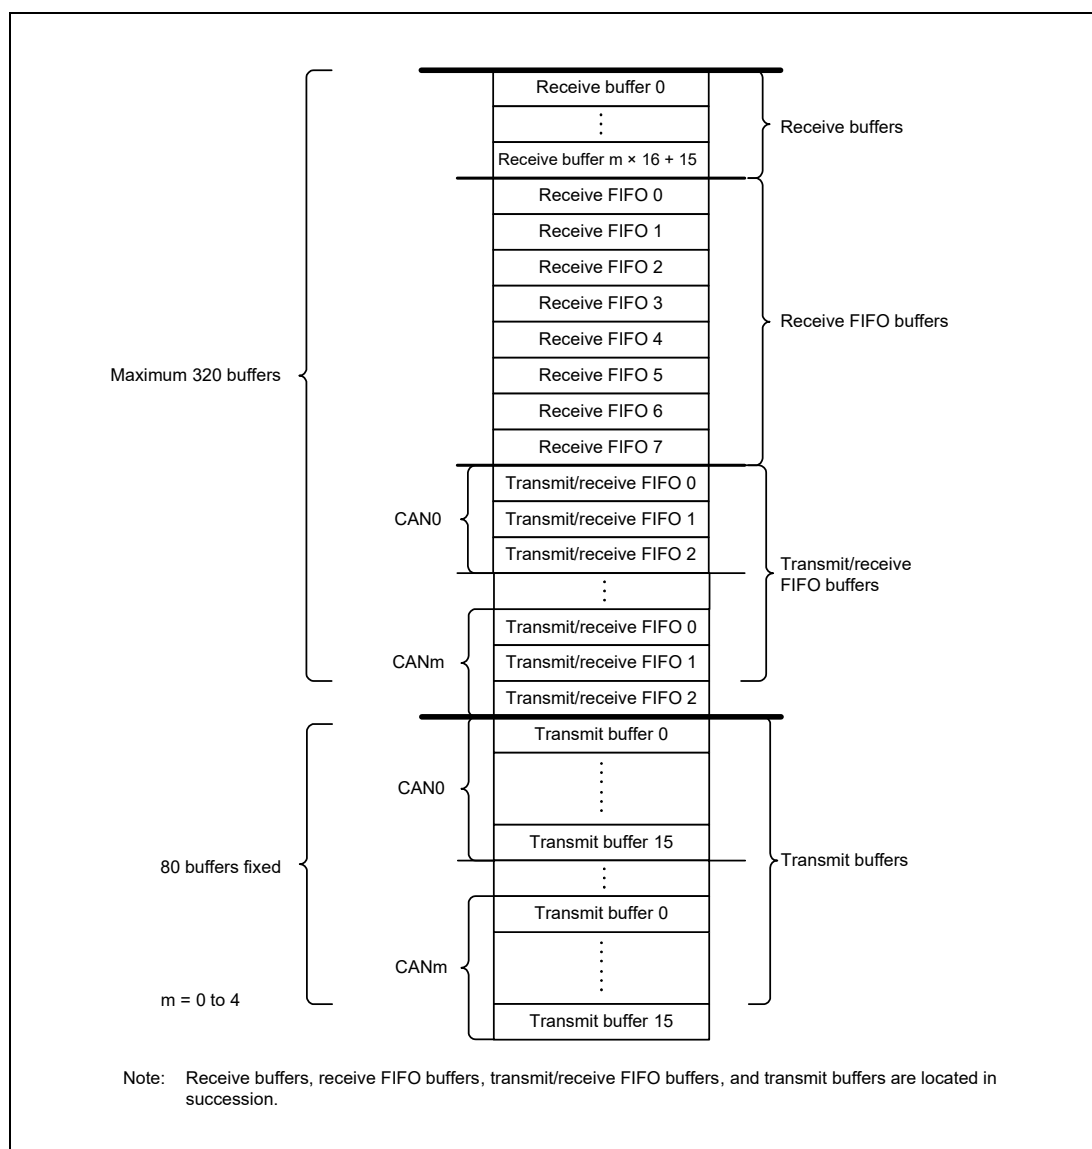 Receive buffer 0
Receive buffers
Receive buffer m × 16 + 15
Receive FIFO 0
Receive FIFO 1
Receive FIFO 2
Receive FIFO 3
Receive FIFO buffers
Receive FIFO 4
Maximum 320 buffers
Receive FIFO 5
Receive FIFO 6
Receive FIFO 7
Transmit/receive FIFO 0
CAN0
Transmit/receive FIFO 1
Transmit/receive FIFO 2
Transmit/receive
FIFO buffers
Transmit/receive FIFO 0
CANm
Transmit/receive FIFO 1
Transmit/receive FIFO 2
Transmit buffer 0
CAN0
Transmit buffer 15
80 buffers fixed
Transmit buffers
Transmit buffer 0
CANm
m = 0 to 4
Transmit buffer 15
Note: Receive buffers, receive FIFO buffers, transmit/receive FIFO buffers, and transmit buffers are located in
succession.